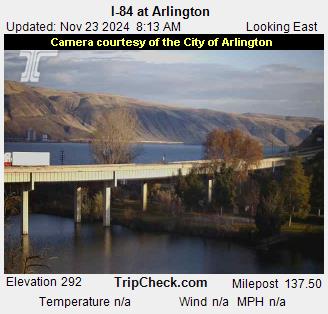 I-84 at Arlington
Updated: Nov 23 2024 8:13 AM Looking East
Camera courtesy of the City of Arlington
Elevation 292 TripCheck.com Milepost 137.50
Temperature n/a Wind n/a MPH n/a